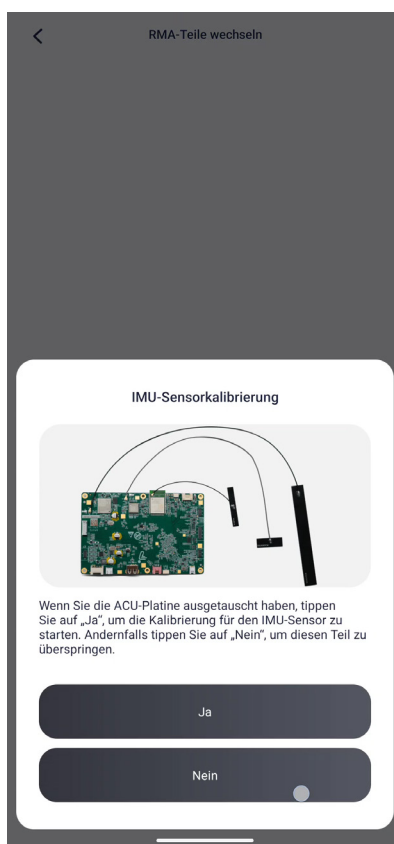 RMA-Teile wechseln
IMU-Sensorkalibrierung
Wenn Sie die ACU-Platine ausgetauscht haben, tippen
Sie auf „Ja“, um die Kalibrierung für den IMU-Sensor zu
starten. Andernfalls tippen Sie auf „Nein“, um diesen Teil zu
überspringen.
Ja
Nein